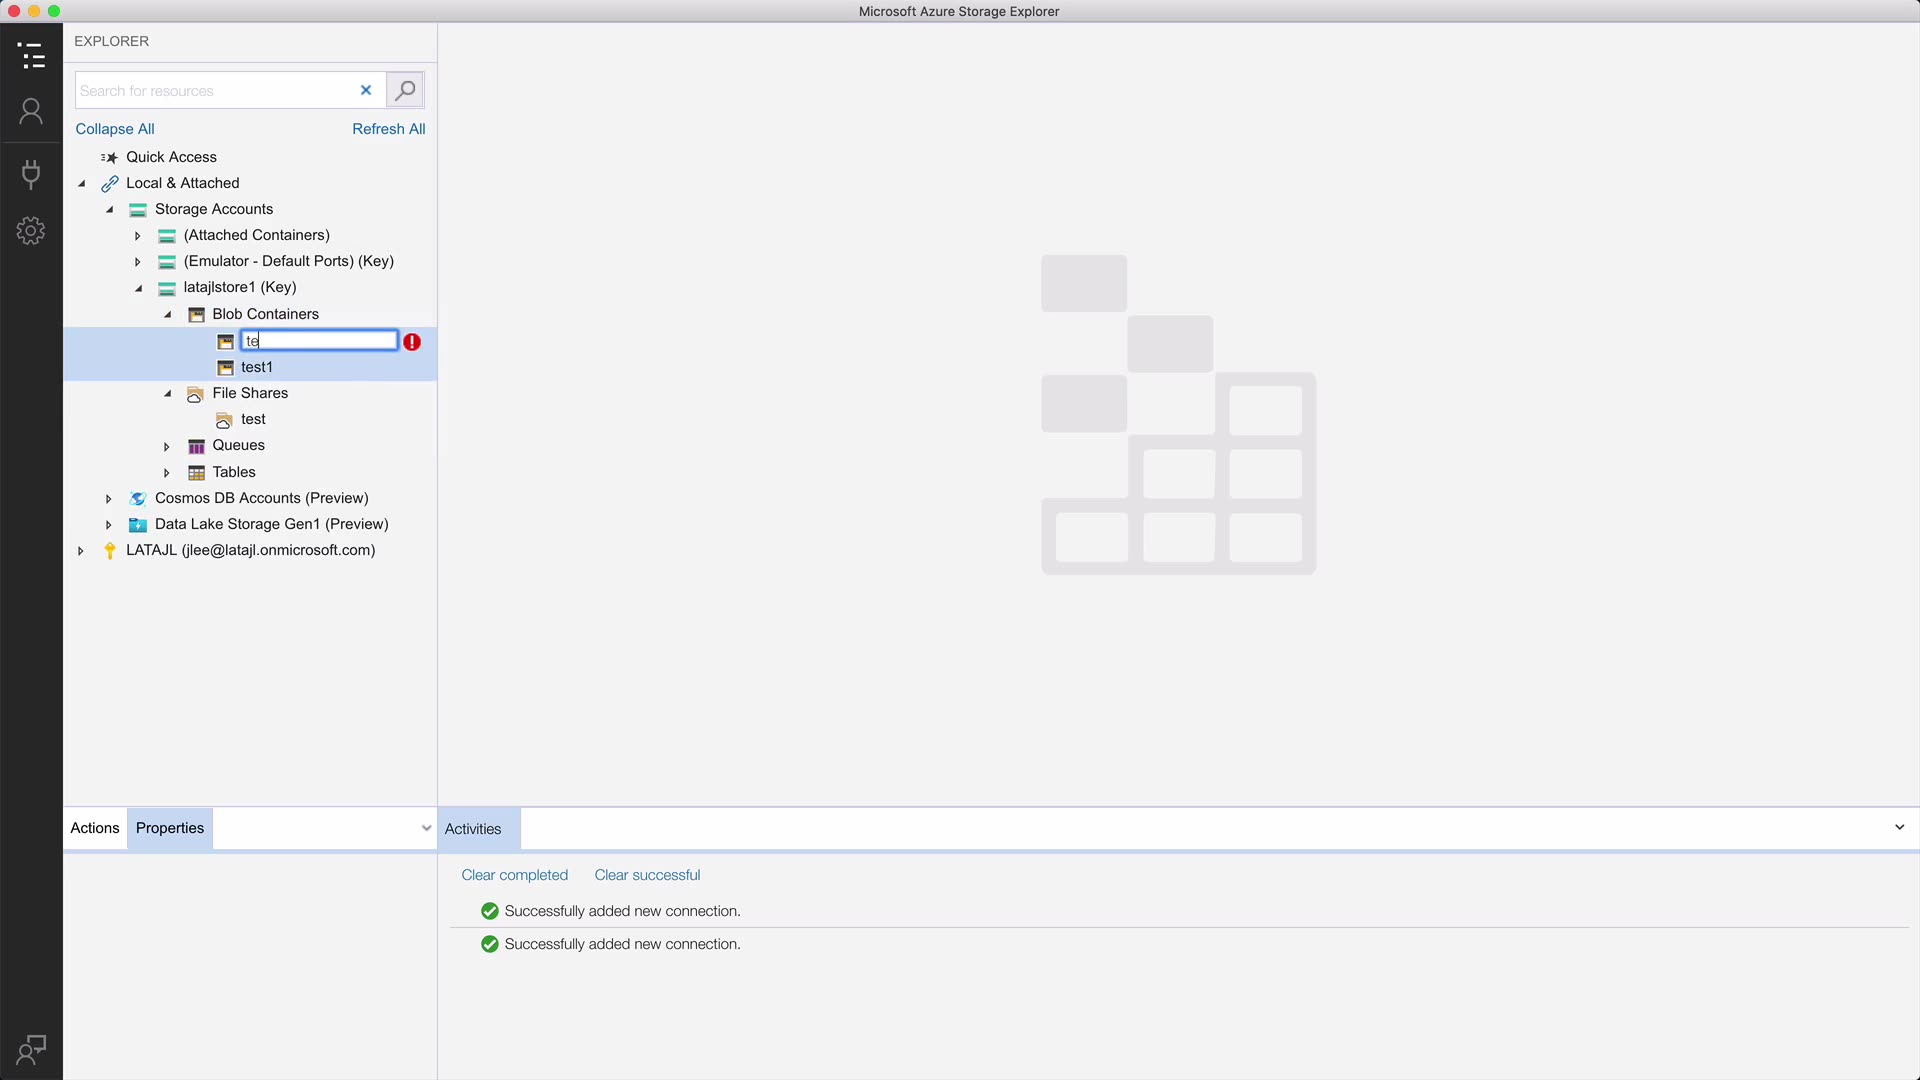 Microsoft Azure Storage Explorer
EXPLORER
Search for resources
Collapse All
Refresh All
Quick Access
Local & Attached
Storage Accounts
(Attached Containers)
(Emulator - Default Ports) (Key)
latajlstore1 (Key)
Blob Containers
te
test1
File Shares
test
Queues
Tables
Cosmos DB Accounts (Preview)
Data Lake Storage Gen1 (Preview)
LATAJL (jlee@latajl.onmicrosoft.com)
Actions
Properties
Activities
Clear completed
Clear successful
Successfully added new connection.
Successfully added new connection.